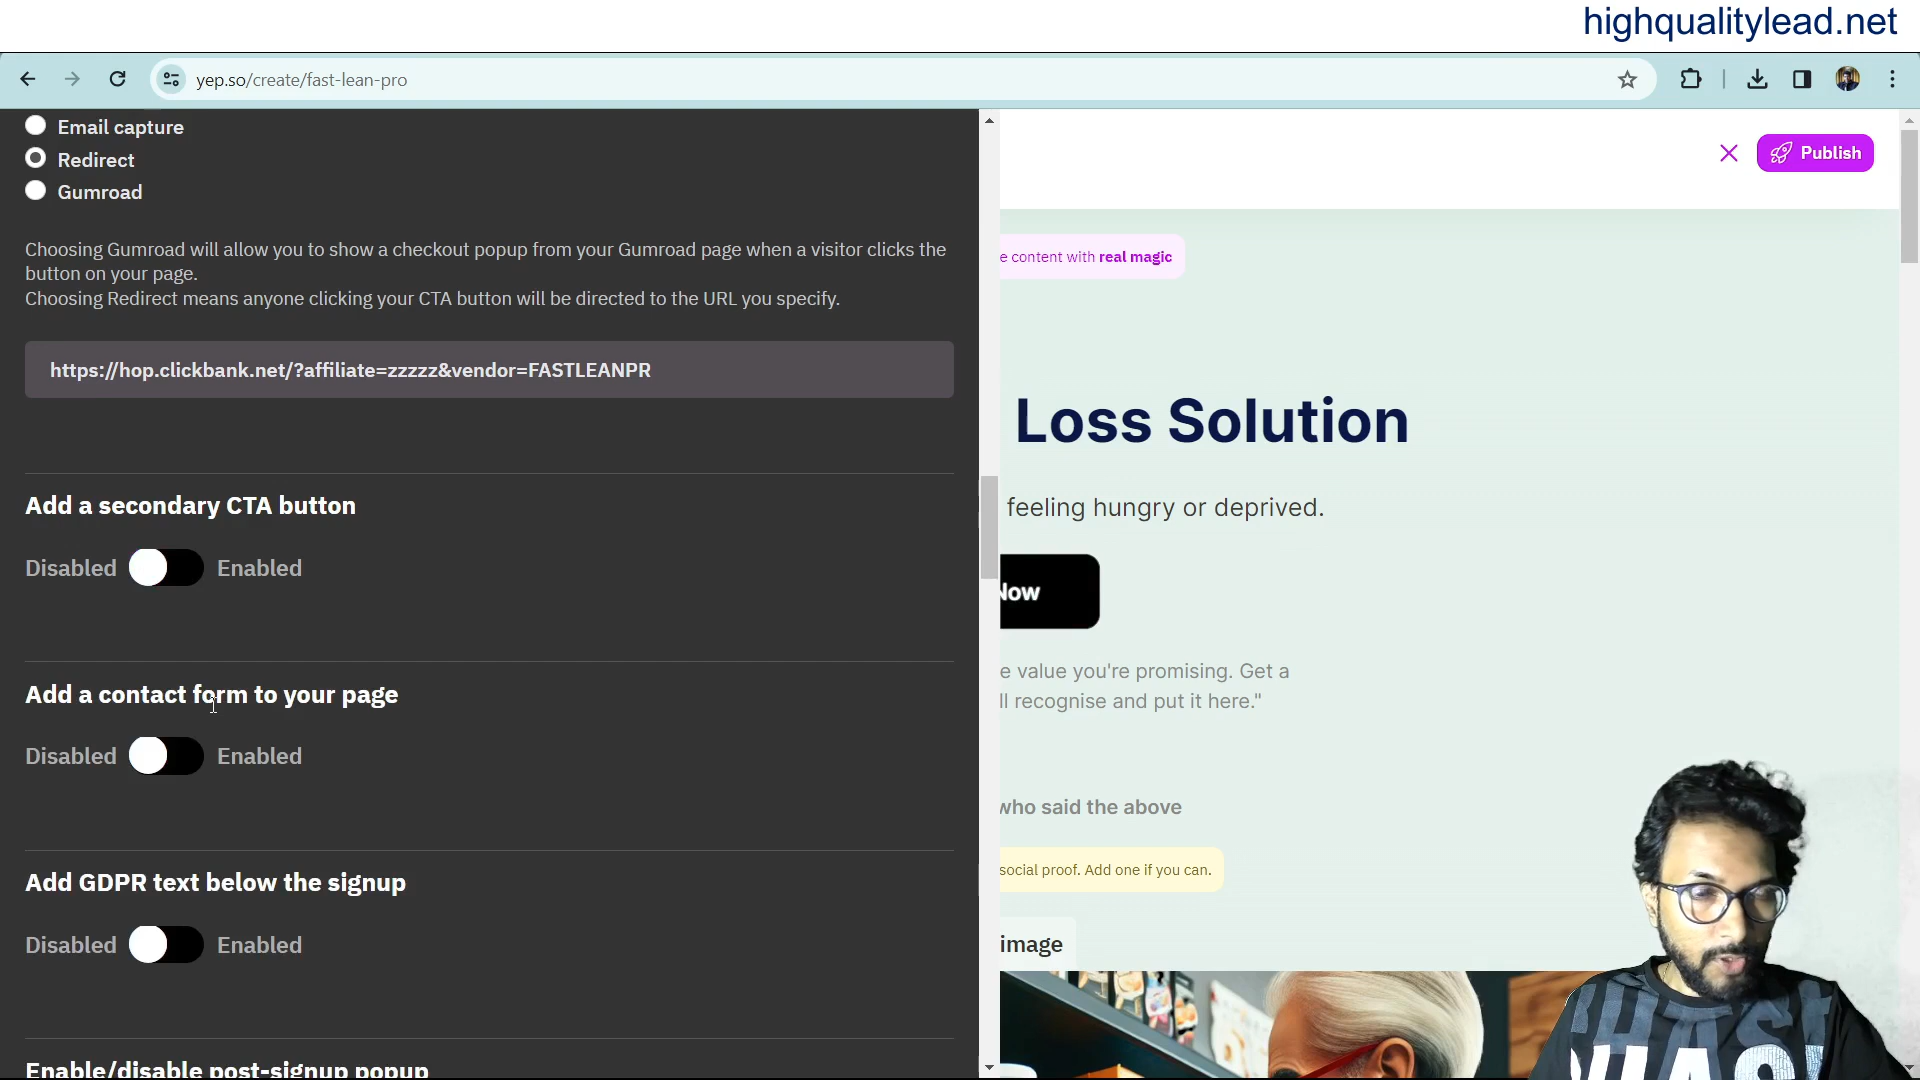 highqualitylead.net
yep.so/create/fast-lean-pro
Email capture
Redirect
Gumroad
Choosing Gumroad will allow you to show a checkout popup from your Gumroad page when a visitor clicks the
button on your page.
Choosing Redirect means anyone clicking your CTA button will be directed to the URL you specify.
https://hop.clickbank.net/?affiliate=zzzzz&vendor=FASTLEANPR
Add a secondary CTA button
Disabled Enabled
Add a contact form to your page
Disabled Enabled
Add GDPR text below the signup
Disabled Enabled
Enable/disable post-signup popup
Publish
e content with real magic
Loss Solution
feeling hungry or deprived.
Now
e value you're promising. Get a
ll recognise and put it here."
who said the above
social proof. Add one if you can.
image